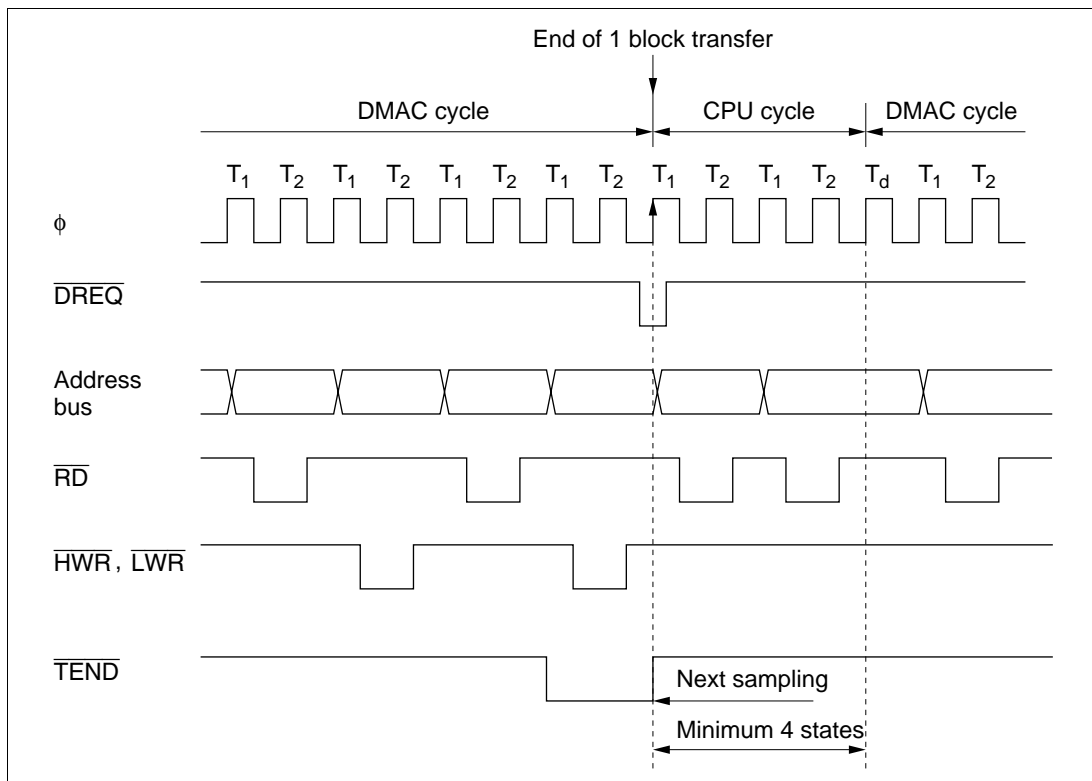 End of 1 block transfer
DMAC cycle CPU cycle DMAC cycle
T1 T2 T1 T2 T1 T2 T1 T2 T1 T2 T1 T2 Td T1 T2
ϕ
DREQ
Address
bus
RD
HWR, LWR
TEND
Next sampling
Minimum 4 states